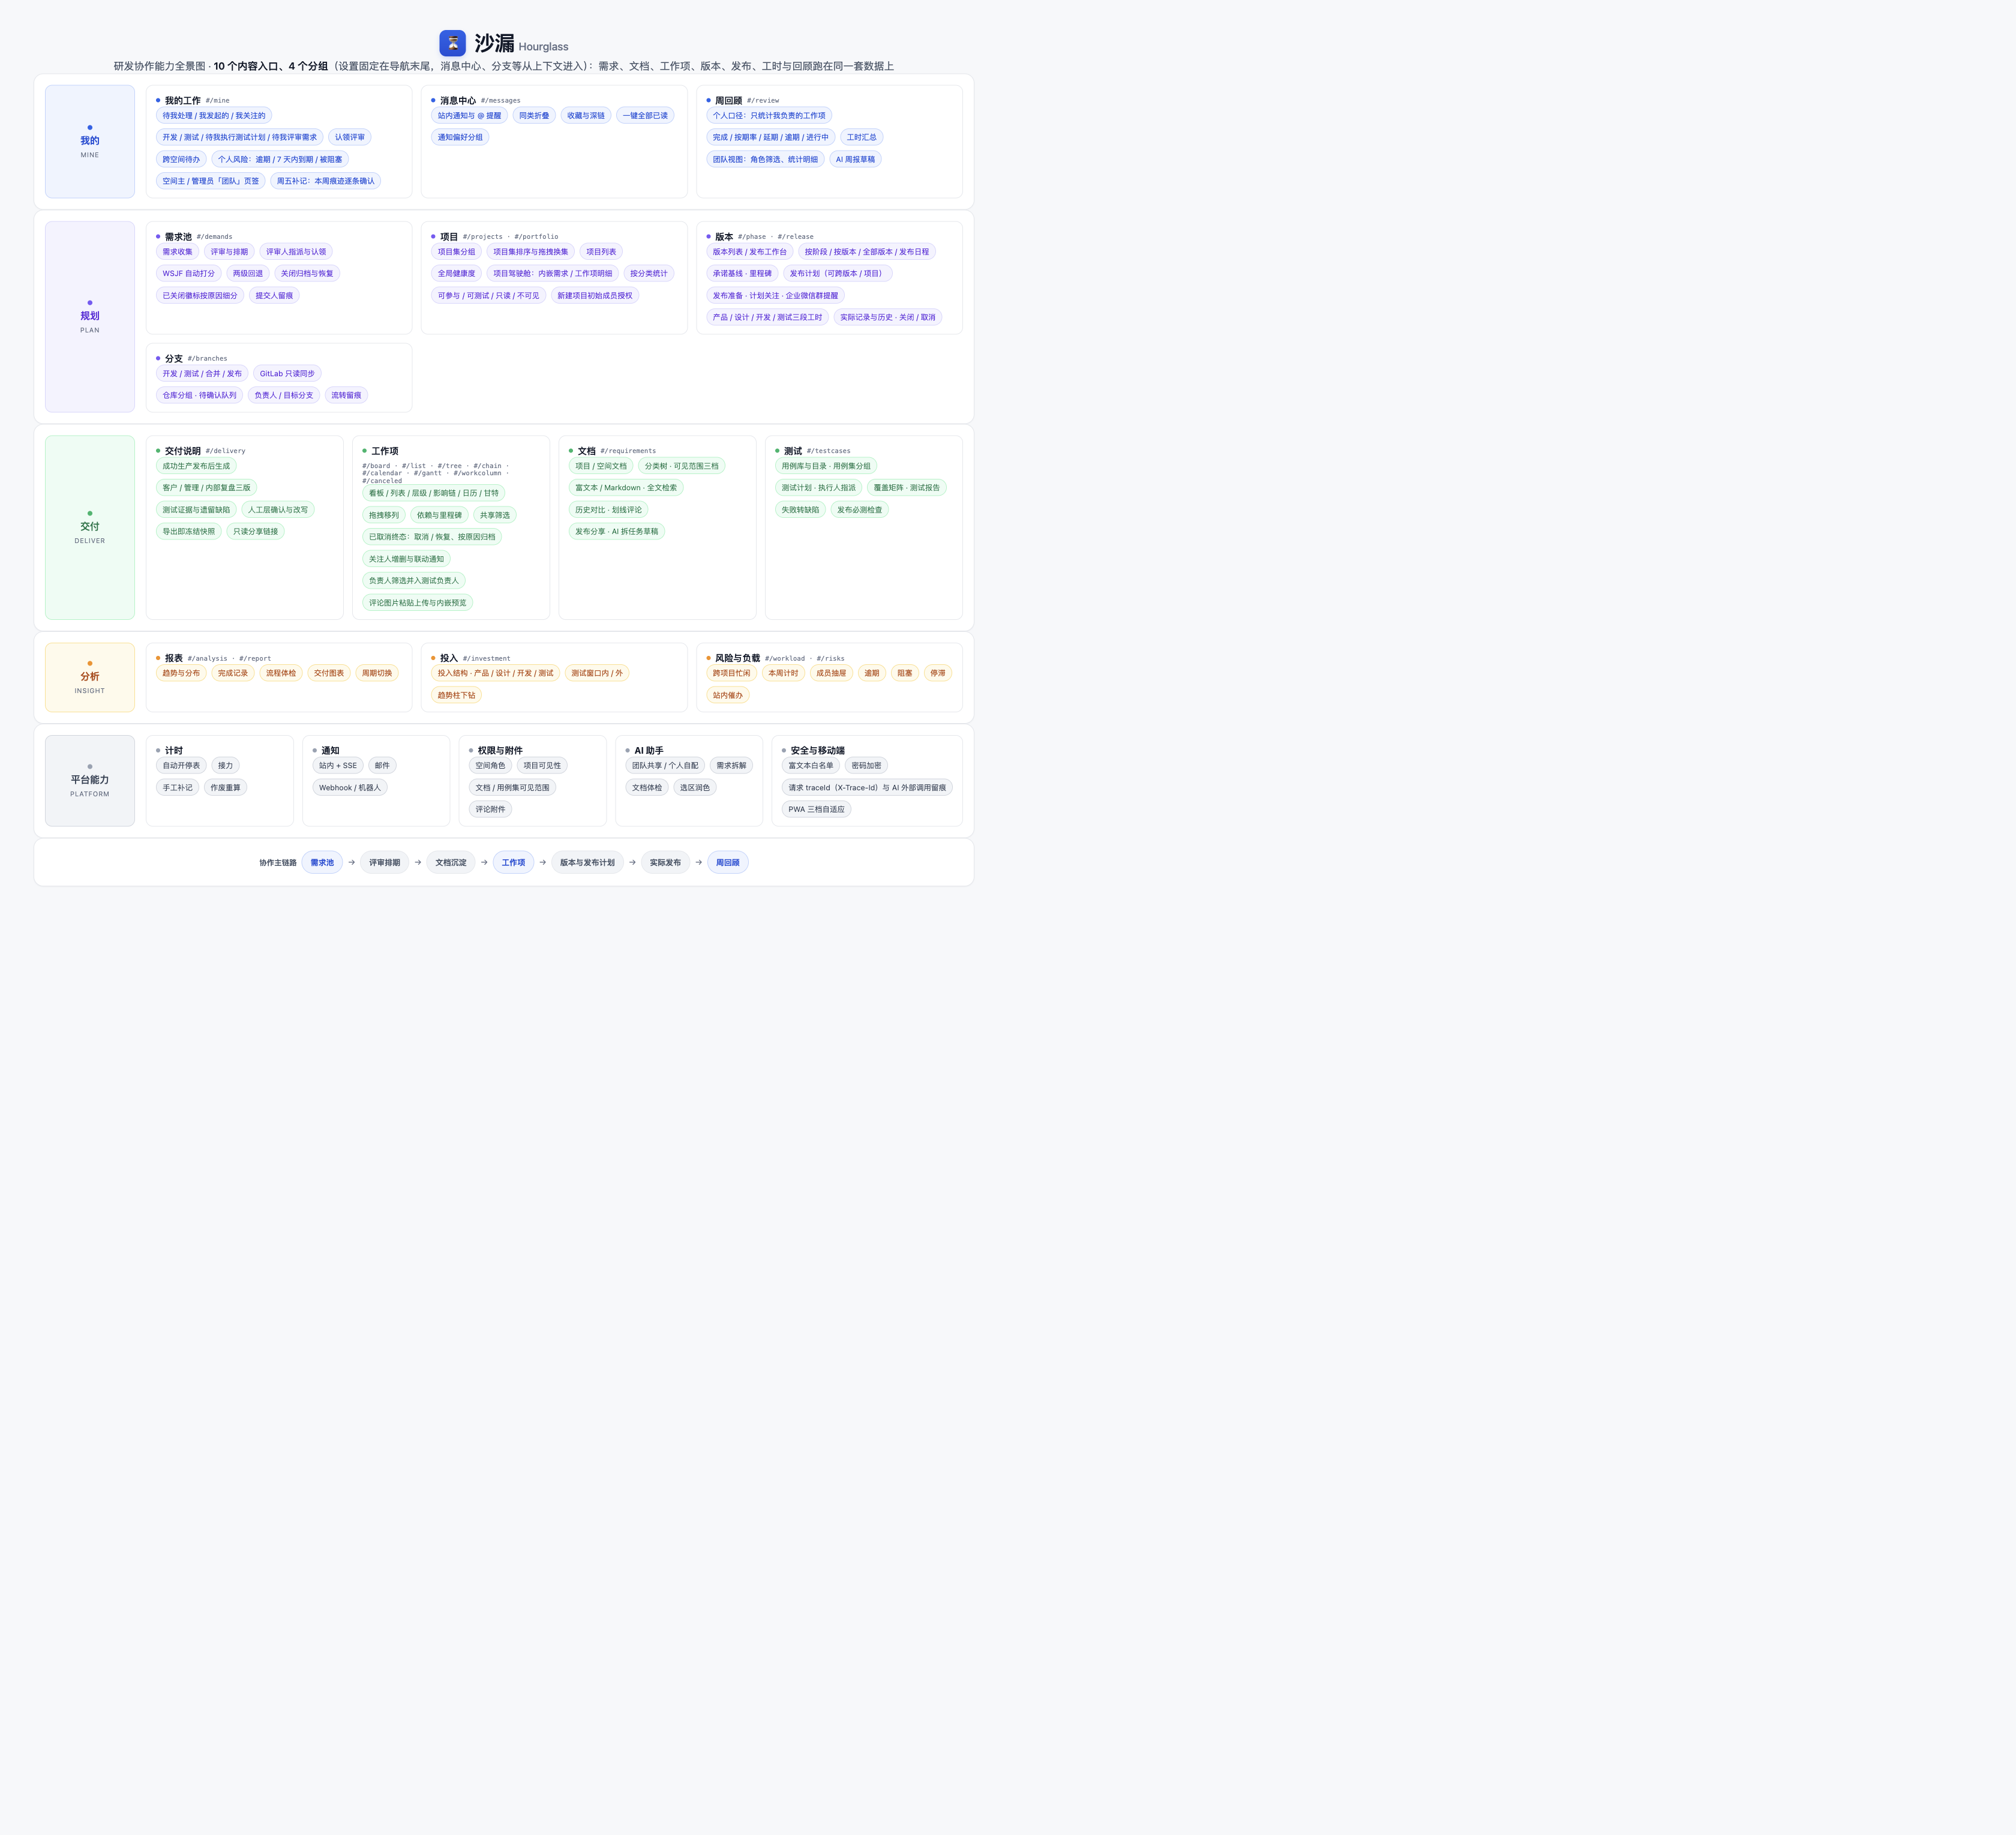 沙漏 Hourglass
研发协作能力全景图 · 10 个内容入口、4 个分组（设置固定在导航末尾，消息中心、分支等从上下文进入）：需求、文档、工作项、版本、发布、工时与回顾跑在同一套数据上
我的
MINE
我的工作 #/mine
待我处理 / 我发起的 / 我关注的
开发 / 测试 / 待我执行测试计划 / 待我评审需求 认领评审
跨空间待办 个人风险：逾期 / 7 天内到期 / 被阻塞
空间主 / 管理员「团队」页签 周五补记：本周痕迹逐条确认
消息中心 #/messages
站内通知与 @ 提醒 同类折叠 收藏与深链 一键全部已读
通知偏好分组
周回顾 #/review
个人口径：只统计我负责的工作项
完成 / 按期率 / 延期 / 逾期 / 进行中 工时汇总
团队视图：角色筛选、统计明细 AI 周报草稿
规划
PLAN
需求池 #/demands
需求收集 评审与排期 评审人指派与认领
WSJF 自动打分 两级回退 关闭归档与恢复
已关闭徽标按原因细分 提交人留痕
项目 #/projects · #/portfolio
项目集分组 项目集排序与拖拽换集 项目列表
全局健康度 项目驾驶舱：内嵌需求 / 工作项明细 按分类统计
可参与 / 可测试 / 只读 / 不可见 新建项目初始成员授权
版本 #/phase · #/release
版本列表 / 发布工作台 按阶段 / 按版本 / 全部版本 / 发布日程
承诺基线 · 里程碑 发布计划（可跨版本 / 项目）
发布准备 · 计划关注 · 企业微信群提醒
产品 / 设计 / 开发 / 测试三段工时 实际记录与历史 · 关闭 / 取消
分支 #/branches
开发 / 测试 / 合并 / 发布 GitLab 只读同步
仓库分组 · 待确认队列 负责人 / 目标分支 流转留痕
交付
DELIVER
交付说明 #/delivery
成功生产发布后生成
客户 / 管理 / 内部复盘三版
测试证据与遗留缺陷 人工层确认与改写
导出即冻结快照 只读分享链接
工作项
#/board · #/list · #/tree · #/chain ·
#/calendar · #/gantt · #/workcolumn ·
#/canceled
看板 / 列表 / 层级 / 影响链 / 日历 / 甘特
拖拽移列 依赖与里程碑 共享筛选
已取消终态：取消 / 恢复、按原因归档
关注人增删与联动通知
负责人筛选并入测试负责人
评论图片粘贴上传与内嵌预览
文档 #/requirements
项目 / 空间文档 分类树 · 可见范围三档
富文本 / Markdown · 全文检索
历史对比 · 划线评论
发布分享 · AI 拆任务草稿
测试 #/testcases
用例库与目录 · 用例集分组
测试计划 · 执行人指派 覆盖矩阵 · 测试报告
失败转缺陷 发布必测检查
分析
INSIGHT
报表 #/analysis · #/report
趋势与分布 完成记录 流程体检 交付图表 周期切换
投入 #/investment
投入结构 · 产品 / 设计 / 开发 / 测试 测试窗口内 / 外
趋势柱下钻
风险与负载 #/workload · #/risks
跨项目忙闲 本周计时 成员抽屉 逾期 阻塞 停滞
站内催办
平台能力
PLATFORM
计时
自动开停表 接力
手工补记 作废重算
通知
站内 + SSE 邮件
Webhook / 机器人
权限与附件
空间角色 项目可见性
文档 / 用例集可见范围
评论附件
AI 助手
团队共享 / 个人自配 需求拆解
文档体检 选区润色
安全与移动端
富文本白名单 密码加密
请求 traceId（X-Trace-Id）与 AI 外部调用留痕
PWA 三档自适应
协作主链路 需求池 → 评审排期 → 文档沉淀 → 工作项 → 版本与发布计划 → 实际发布 → 周回顾